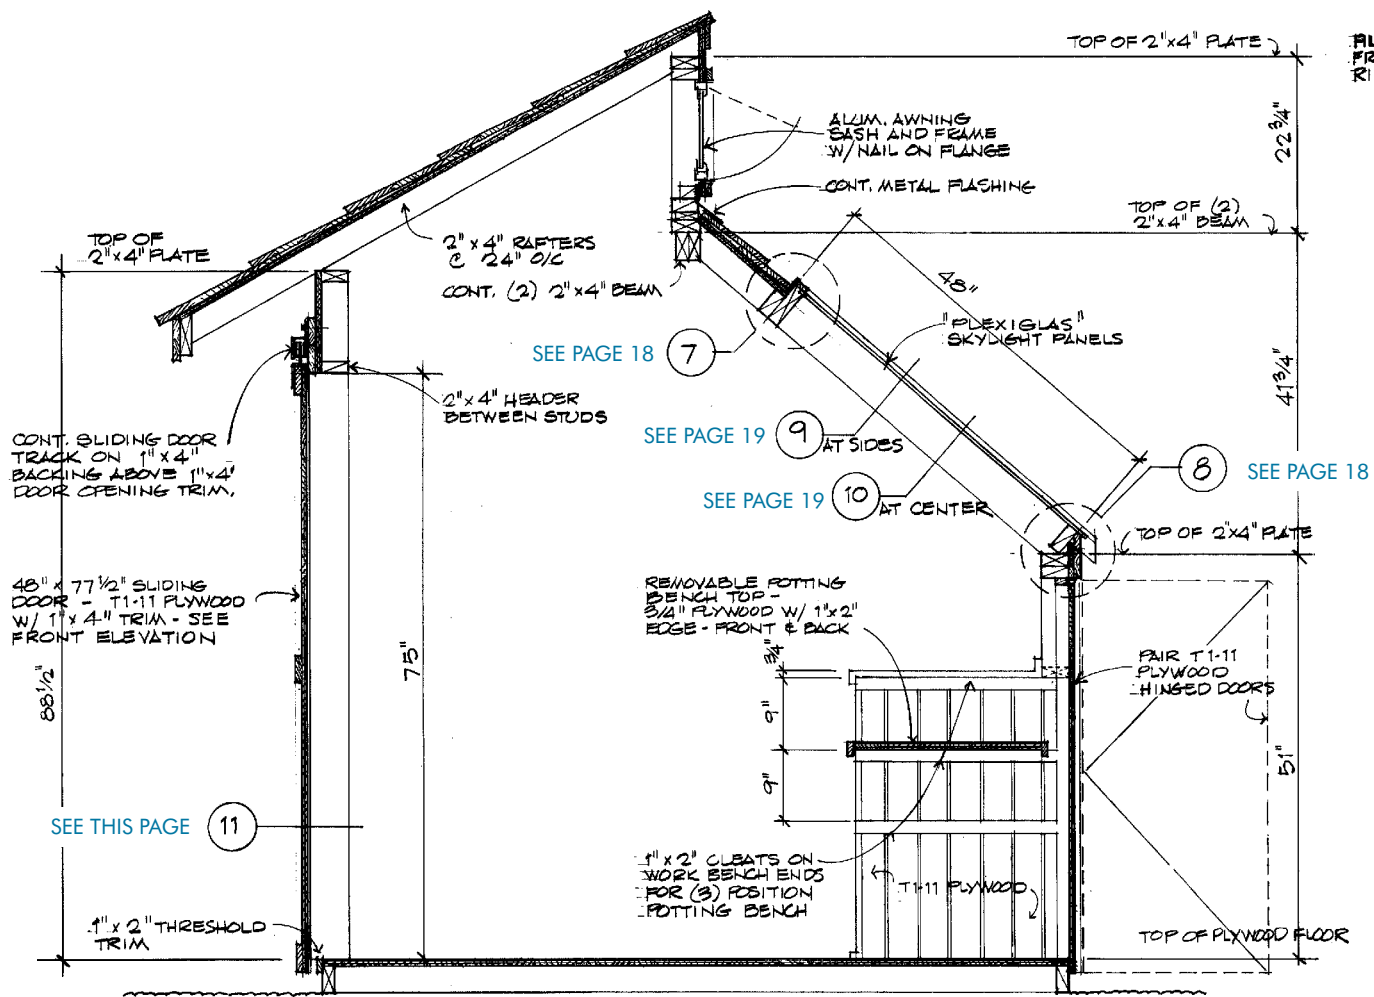 TOP OF 2"x4" PLATE
22 3/4"
ALUM. AWNING
SASH AND FRAME
W/ NAIL ON FLANGE
CONT. METAL FLASHING
TOP OF (2)
2"x4" BEAM
TOP OF
2"x4" PLATE
2" x 4" RAFTERS
@ 24" O/C
CONT. (2) 2"x4" BEAM
48"
"PLEXIGLAS"
SKYLIGHT PANELS
SEE PAGE 18 7
41 3/4"
2"x4" HEADER
BETWEEN STUDS
SEE PAGE 19 9 AT SIDES
CONT. SLIDING DOOR
TRACK ON 1"x4"
BACKING ABOVE 1"x4"
DOOR OPENING TRIM.
8 SEE PAGE 18
SEE PAGE 19 10 AT CENTER
TOP OF 2"x4" PLATE
48" x 77 1/2" SLIDING
DOOR - T1-11 PLYWOOD
W/ 1" x 4" TRIM - SEE
FRONT ELEVATION
REMOVABLE POTTING
BENCH TOP -
3/4" PLYWOOD W/ 1"x2"
EDGE - FRONT & BACK
88 1/2"
75"
3/4"
9"
9"
PAIR T1-11
PLYWOOD
HINGED DOORS
51"
SEE THIS PAGE 11
1" x 2" CLEATS ON
WORK BENCH ENDS
FOR (3) POSITION
POTTING BENCH
T1-11 PLYWOOD
1" x 2" THRESHOLD
TRIM
TOP OF PLYWOOD FLOOR